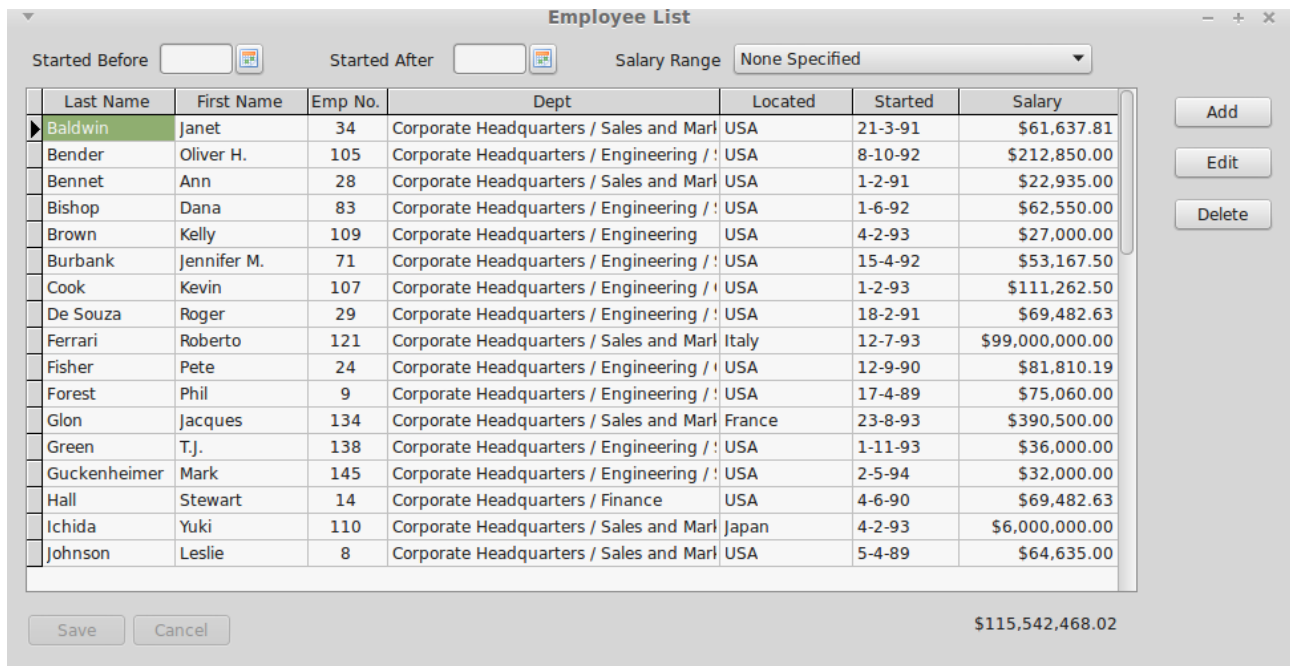 Employee List
Started Before Started After Salary Range None Specified
Last Name First Name Emp No. Dept Located Started Salary
Baldwin Janet 34 Corporate Headquarters / Sales and Mark USA 21-3-91 $61,637.81
Bender Oliver H. 105 Corporate Headquarters / Engineering / USA 8-10-92 $212,850.00
Bennet Ann 28 Corporate Headquarters / Sales and Mark USA 1-2-91 $22,935.00
Bishop Dana 83 Corporate Headquarters / Engineering / USA 1-6-92 $62,550.00
Brown Kelly 109 Corporate Headquarters / Engineering USA 4-2-93 $27,000.00
Burbank Jennifer M. 71 Corporate Headquarters / Engineering / USA 15-4-92 $53,167.50
Cook Kevin 107 Corporate Headquarters / Engineering / USA 1-2-93 $111,262.50
De Souza Roger 29 Corporate Headquarters / Engineering / USA 18-2-91 $69,482.63
Ferrari Roberto 121 Corporate Headquarters / Sales and Mark Italy 12-7-93 $99,000,000.00
Fisher Pete 24 Corporate Headquarters / Engineering / USA 12-9-90 $81,810.19
Forest Phil 9 Corporate Headquarters / Engineering / USA 17-4-89 $75,060.00
Glon Jacques 134 Corporate Headquarters / Sales and Mark France 23-8-93 $390,500.00
Green T.J. 138 Corporate Headquarters / Engineering / USA 1-11-93 $36,000.00
Guckenheimer Mark 145 Corporate Headquarters / Engineering / USA 2-5-94 $32,000.00
Hall Stewart 14 Corporate Headquarters / Finance USA 4-6-90 $69,482.63
Ichida Yuki 110 Corporate Headquarters / Sales and Mark Japan 4-2-93 $6,000,000.00
Johnson Leslie 8 Corporate Headquarters / Sales and Mark USA 5-4-89 $64,635.00
Add
Edit
Delete
Save Cancel $115,542,468.02